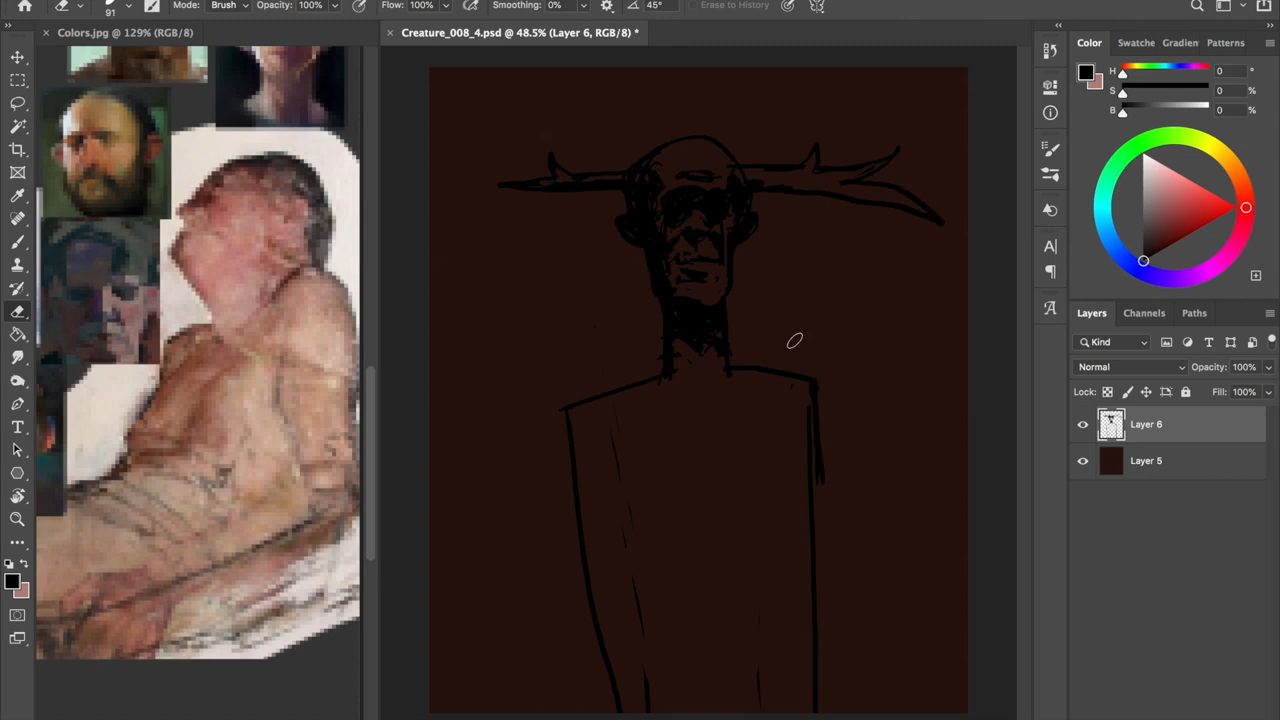 91
Mode:
Brush
Opacity: 100%
Flow: 100%
Smoothing: 0%
45°
Erase to History
Colors.jpg @ 129% (RGB/8)
Creature_008_4.psd @ 48.5% (Layer 6, RGB/8) *
Color
Swatche
Gradien
Patterns
H
0
°
S
0
%
B
0
%
Layers
Channels
Paths
Kind
Normal
Opacity: 100%
Lock:
Fill: 100%
Layer 6
Layer 5